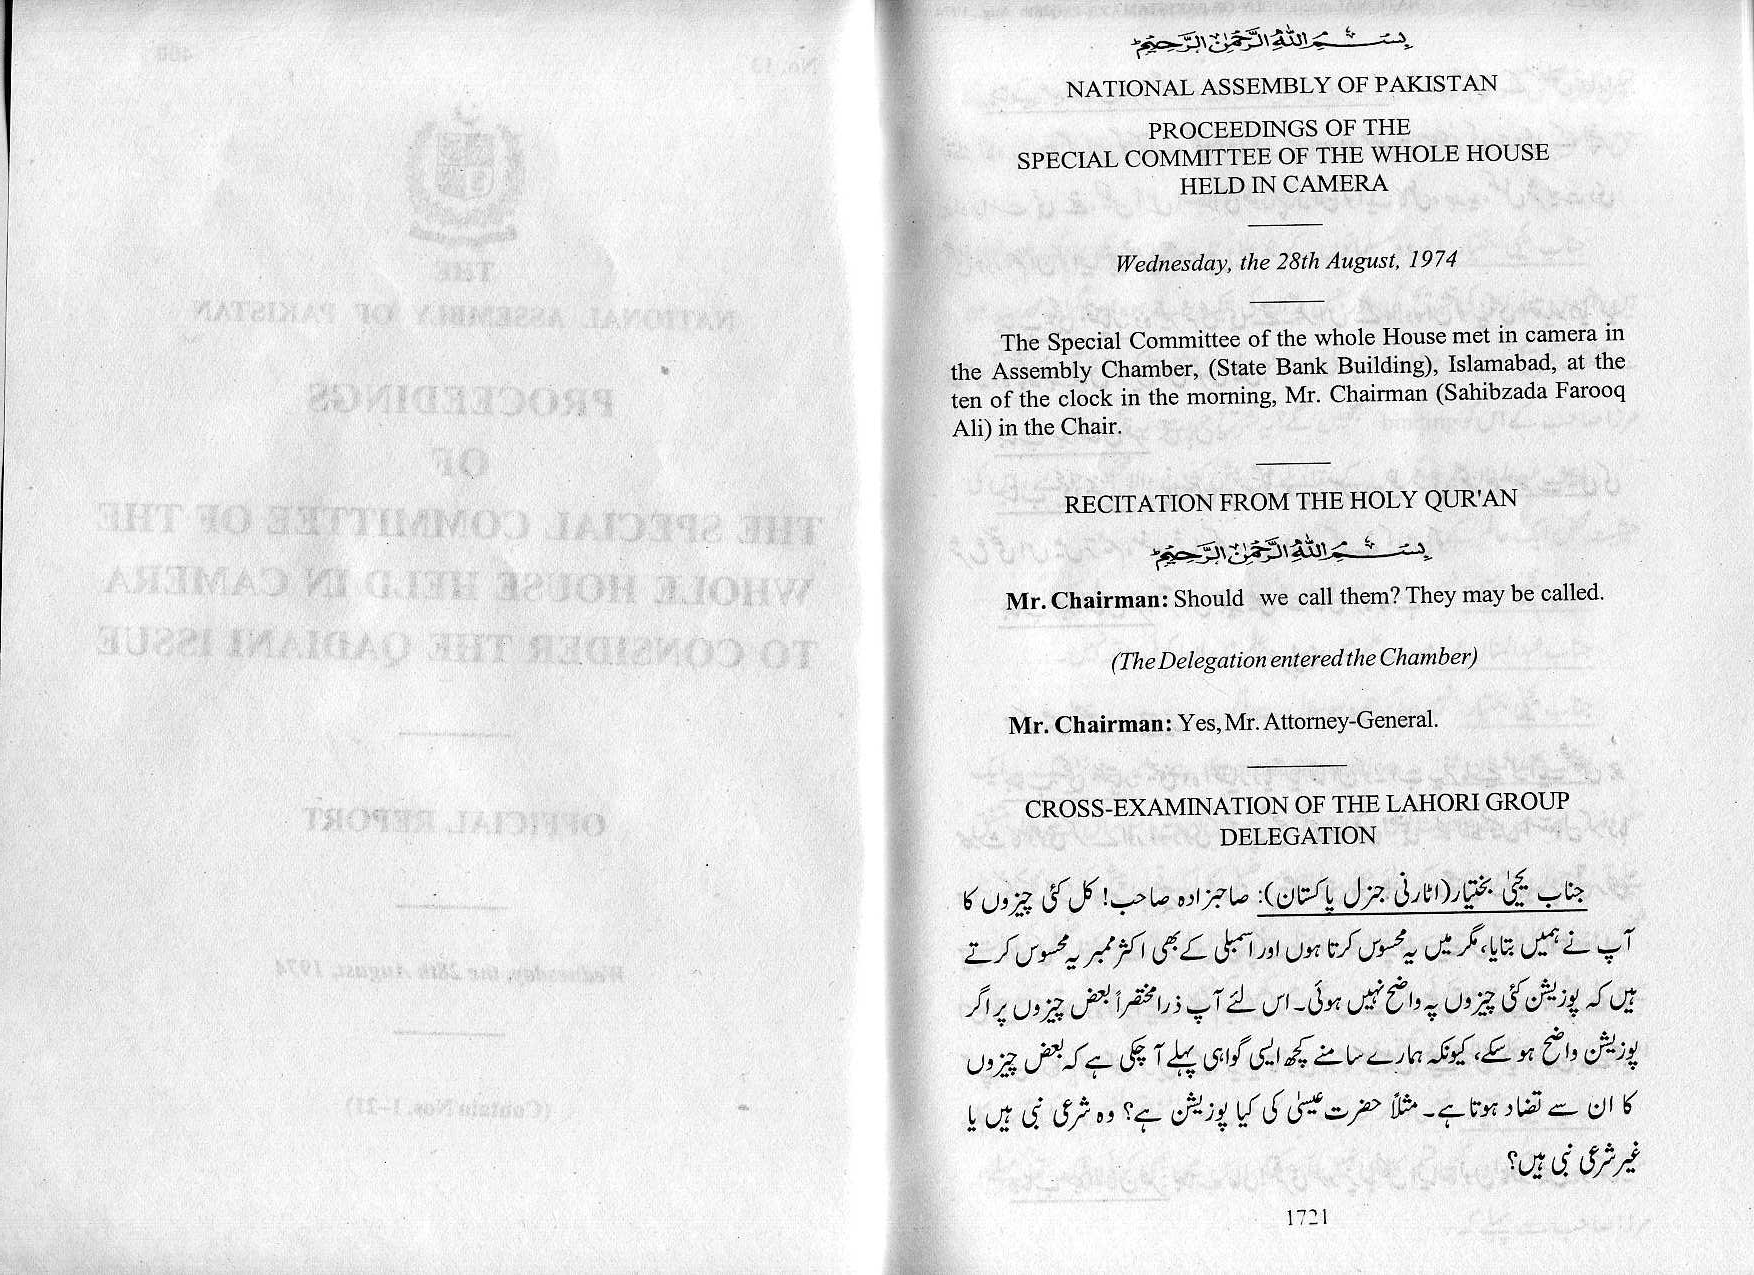 بِسْمِ اللهِ الرَّحْمٰنِ الرَّحِيْمِ
NATIONAL ASSEMBLY OF PAKISTAN
PROCEEDINGS OF THE
SPECIAL COMMITTEE OF THE WHOLE HOUSE
HELD IN CAMERA
Wednesday, the 28th August, 1974
The Special Committee of the whole House met in camera in
the Assembly Chamber, (State Bank Building), Islamabad, at the
ten of the clock in the morning, Mr. Chairman (Sahibzada Farooq
Ali) in the Chair.
RECITATION FROM THE HOLY QUR'AN
بِسْمِ اللهِ الرَّحْمٰنِ الرَّحِيْمِ
Mr. Chairman: Should we call them? They may be called.
(The Delegation entered the Chamber)
Mr. Chairman: Yes, Mr. Attorney-General.
CROSS-EXAMINATION OF THE LAHORI GROUP
DELEGATION
جناب یحییٰ بختیار(اٹارنی جنرل پاکستان): صاحبزادہ صاحب! کل کئی چیزوں کا
آپ نے ہمیں بتایا، مگر میں یہ محسوس کرتا ہوں اور اسمبلی کے بھی اکثر ممبر یہ محسوس کرتے
ہیں کہ پوزیشن کئی چیزوں پہ واضح نہیں ہوئی۔ اس لئے آپ ذرا مختصراً بعض چیزوں پر اگر
پوزیشن واضح ہو سکے، کیونکہ ہمارے سامنے کچھ ایسی گواہی پہلے آ چکی ہے کہ بعض چیزوں
کا ان سے تضاد ہوتا ہے۔ مثلاً حضرت عیسیٰ کی کیا پوزیشن ہے؟ وہ شرعی نبی ہیں یا
غیر شرعی نبی ہیں؟
1721
No. 13
THE
NATIONAL ASSEMBLY OF PAKISTAN
PROCEEDINGS
OF
THE SPECIAL COMMITTEE OF THE
WHOLE HOUSE HELD IN CAMERA
TO CONSIDER THE QADIANI ISSUE
OFFICIAL REPORT
Wednesday, the 28th August, 1974
(Contain Nos. 1-21)